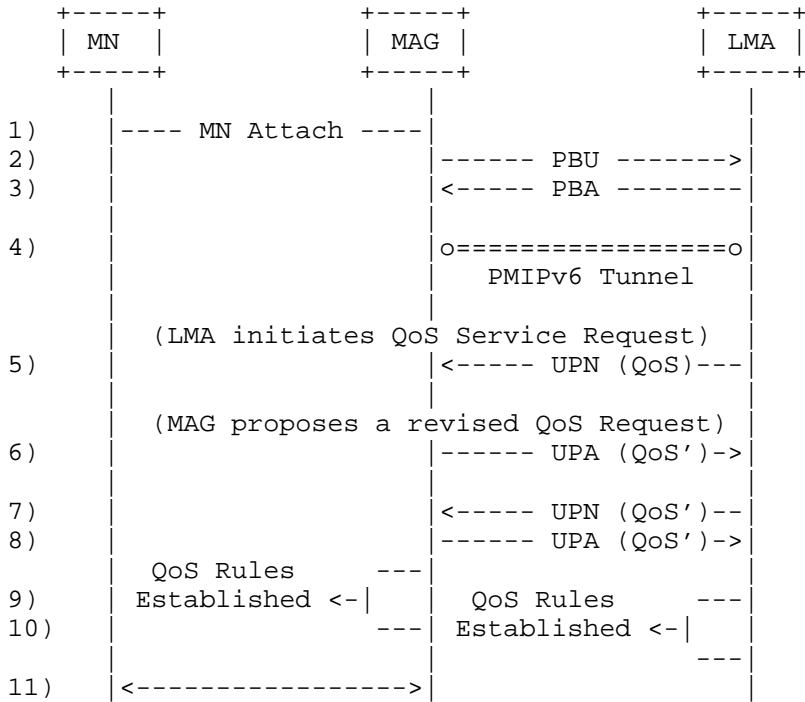 MN MAG LMA
1) ---- MN Attach ----
2) ------ PBU ------->
3) <----- PBA --------
4) o=================o
PMIPv6 Tunnel
(LMA initiates QoS Service Request)
5) <----- UPN (QoS)---
(MAG proposes a revised QoS Request)
6) ------ UPA (QoS')->
7) <----- UPN (QoS')--
8) ------ UPA (QoS')->
QoS Rules ---
9) Established <- QoS Rules ---
10) --- Established <-
---
11) <----------------->